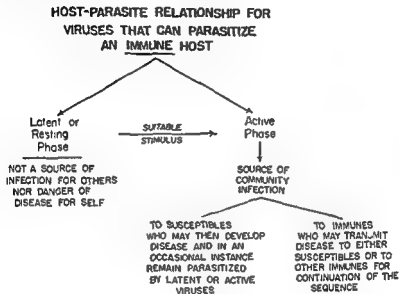 HOST-PARASITE RELATIONSHIP FOR
VIRUSES THAT CAN PARASITIZE
AN IMMUNE HOST
Latent or
Resting
Phase
SUITABLE
STIMULUS
Active
Phase
NOT A SOURCE OF
INFECTION FOR OTHERS
NOR DANGER OF
DISEASE FOR SELF
SOURCE OF
COMMUNITY
INFECTION
TO SUSCEPTIBLES
WHO MAY THEN DEVELOP
DISEASE AND IN AN
OCCASIONAL INSTANCE
REMAIN PARASITIZED
BY LATENT OR ACTIVE
VIRUSES
TO IMMUNES
WHO MAY TRANSMIT
DISEASE TO EITHER
SUSCEPTIBLES OR TO
OTHER IMMUNES FOR
CONTINUATION OF THE
SEQUENCE